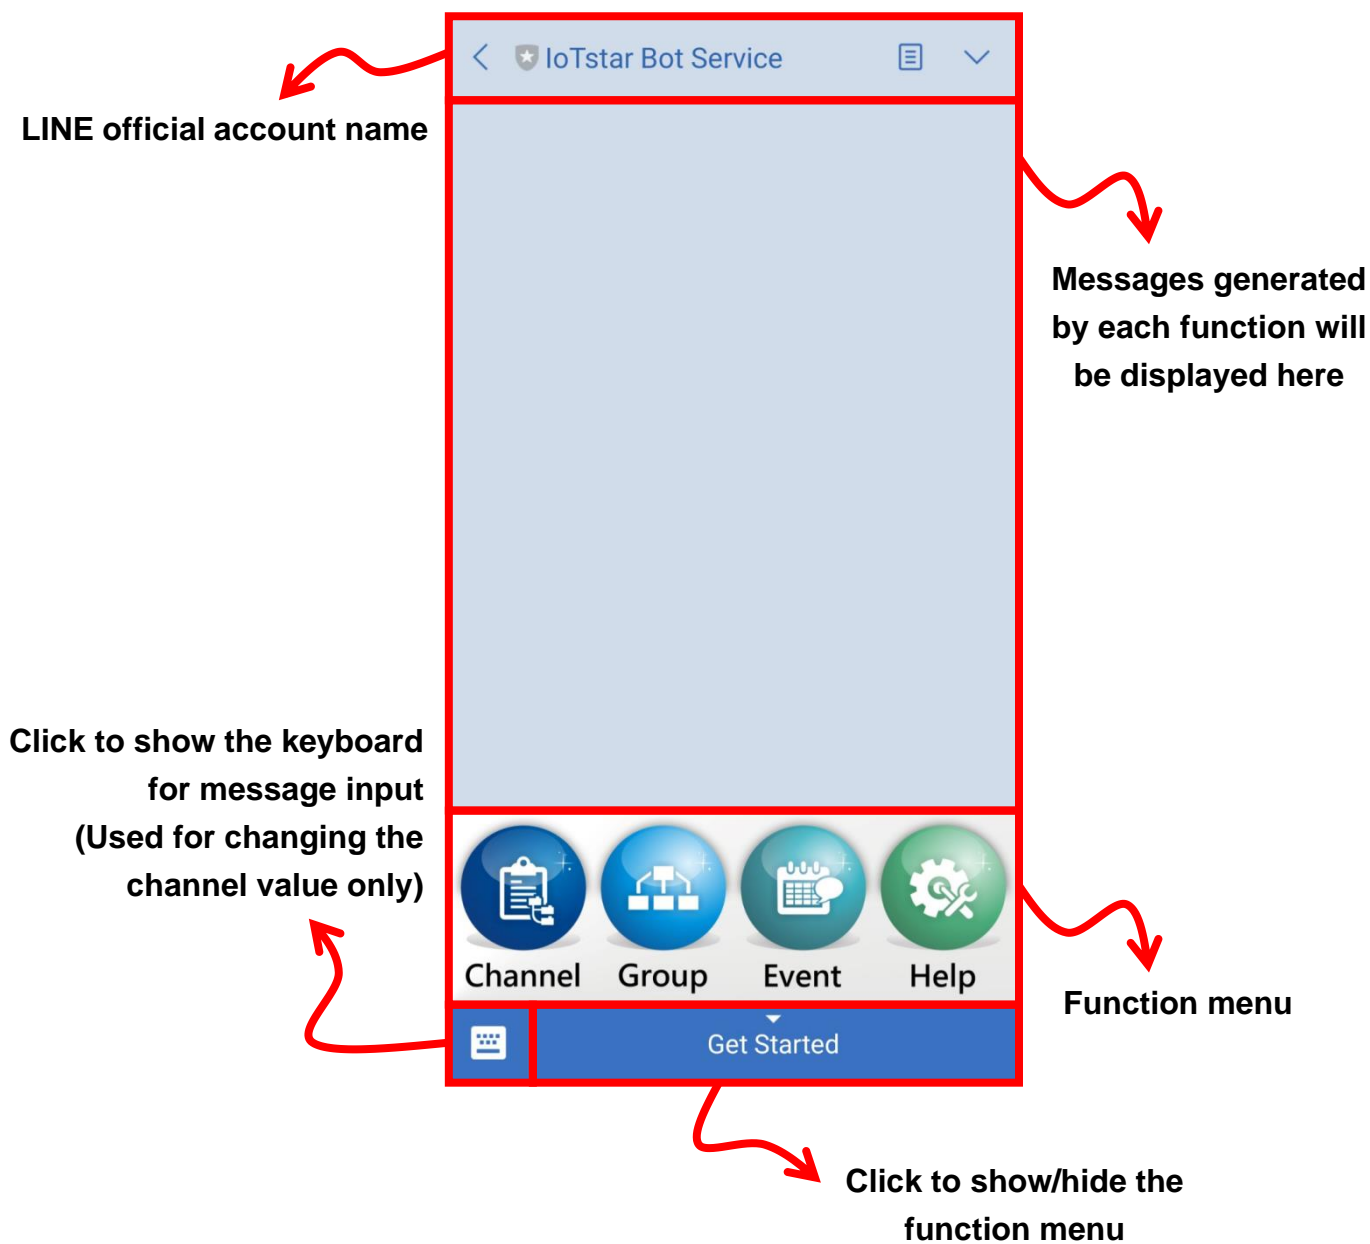 IoTstar Bot Service
LINE official account name
Messages generated
by each function will
be displayed here
Click to show the keyboard
for message input
(Used for changing the
channel value only)
Channel Group Event Help
Function menu
Get Started
Click to show/hide the
function menu